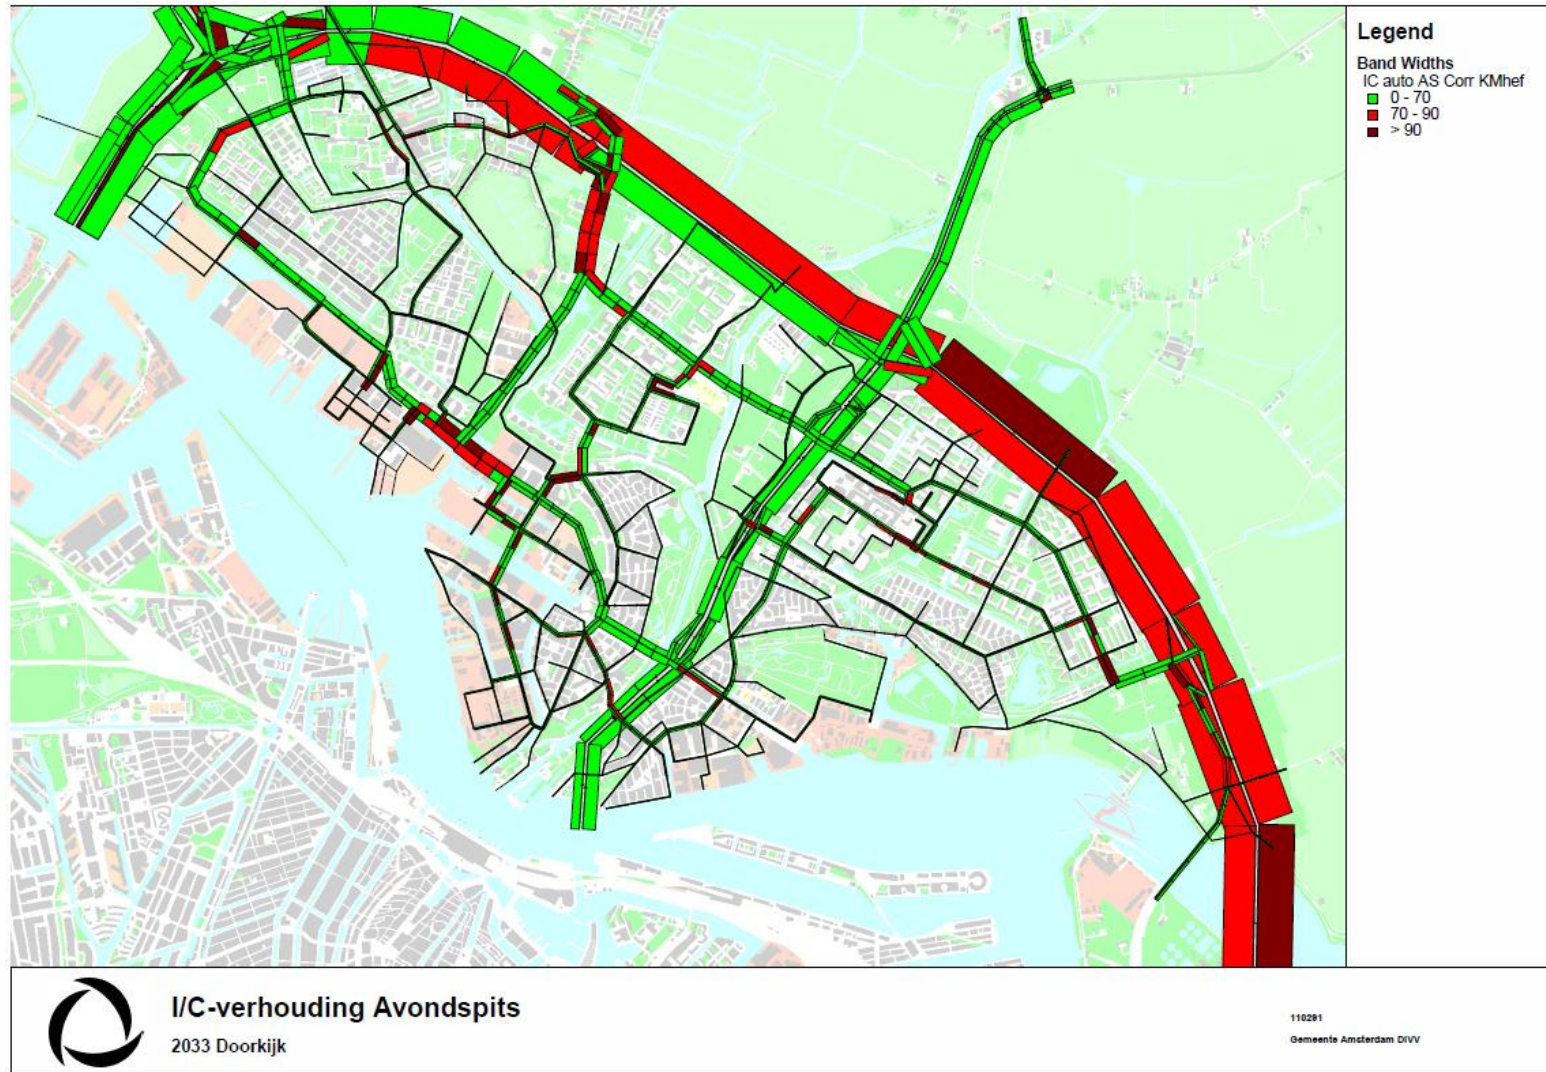 Legend
Band Widths
IC auto AS Corr KMhef
0 - 70
70 - 90
> 90
I/C-verhouding Avondspits
2033 Doorkijk
110281
Gemeente Amsterdam DIVV